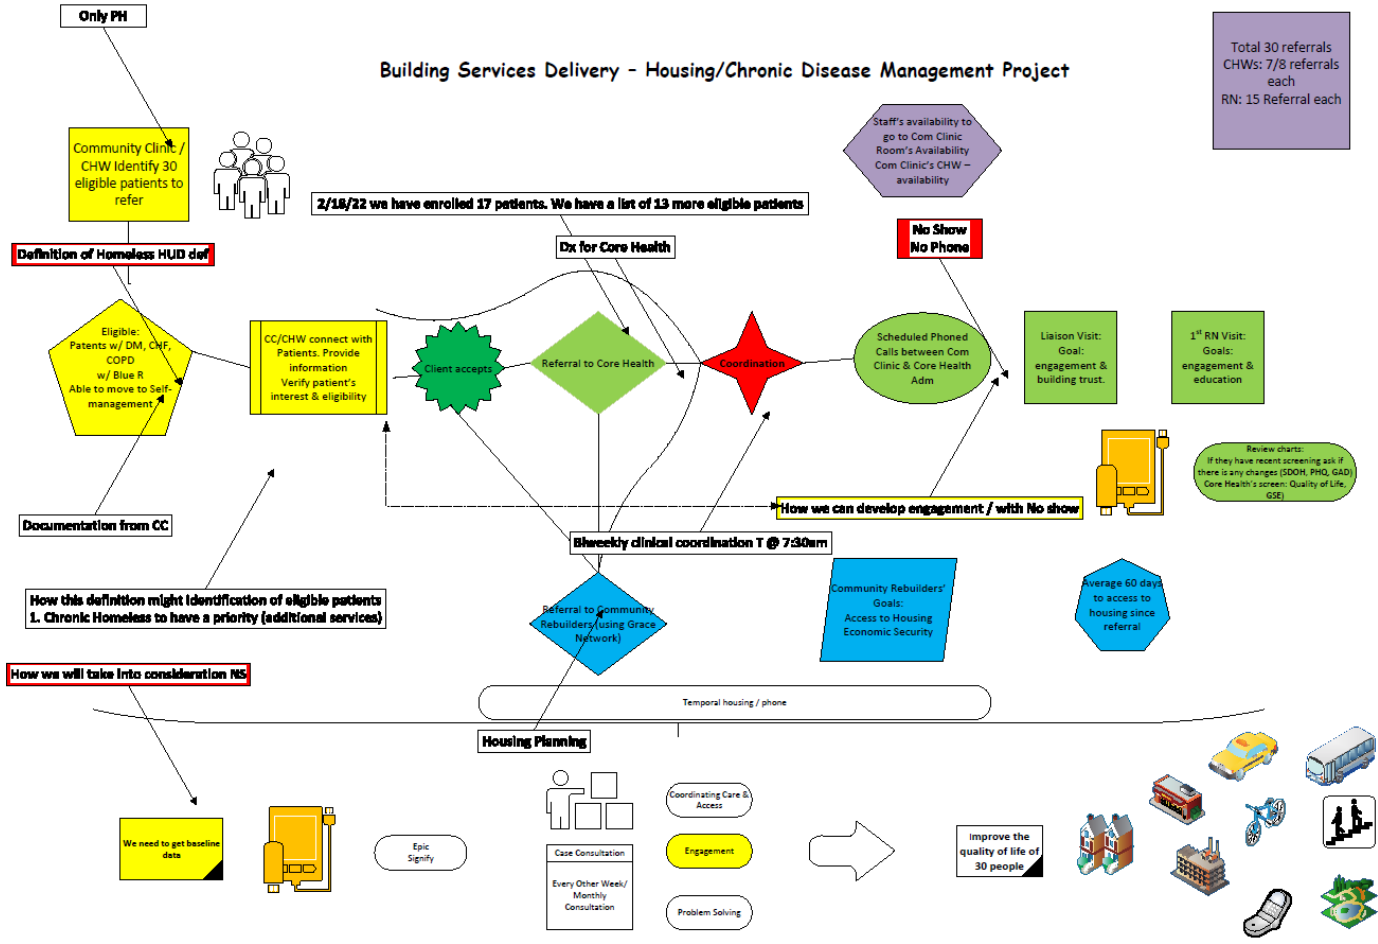 Only PH
Building Services Delivery – Housing/Chronic Disease Management Project
Total 30 referrals
CHWs: 7/8 referrals
each
RN: 15 Referral each
Staff's availability to
go to Com Clinic
Room's Availability
Com Clinic's CHW –
availability
Community Clinic /
CHW Identify 30
eligible patients to
refer
2/18/22 we have enrolled 17 patients. We have a list of 13 more eligible patients
Definition of Homeless HUD def
Dx for Core Health
No Show
No Phone
Eligible:
Patents w/ DM, CHF,
COPD
w/ Blue R
Able to move to Self-
management
CC/CHW connect with
Patients. Provide
information
Verify patient's
interest & eligibility
Client accepts
Referral to Core Health
Coordination
Scheduled Phoned
Calls between Com
Clinic & Core Health
Adm
Liaison Visit:
Goal:
engagement &
building trust.
1st RN Visit:
Goals:
engagement &
education
Review charts:
If they have recent screening ask if
there is any changes (SDOH, PHQ, GAD)
Core Health's screen: Quality of Life,
GSE)
Documentation from CC
How we can develop engagement / with No show
Biweekly clinical coordination T @ 7:30am
How this definition might identification of eligible patients
1. Chronic Homeless to have a priority (additional services)
Referral to Community
Rebuilders (using Grace
Network)
Community Rebuilders'
Goals:
Access to Housing
Economic Security
Average 60 days
to access to
housing since
referral
How we will take into consideration NS
Temporal housing / phone
Housing Planning
We need to get baseline
data
Epic
Signify
Case Consultation
Every Other Week/
Monthly
Consultation
Coordinating Care &
Access
Engagement
Problem Solving
Improve the
quality of life of
30 people